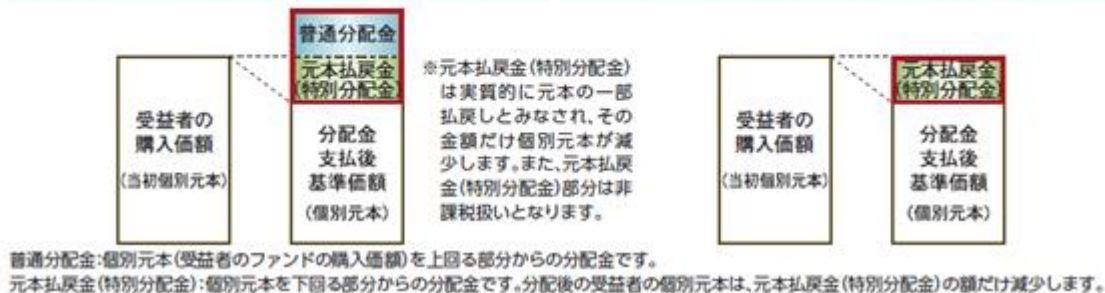 普通分配金
元本払戻金
(特別分配金)
受益者の
購入価額
(当初個別元本)
分配金
支払後
基準価額
(個別元本)
※元本払戻金(特別分配金)
は実質的に元本の一部
払戻しとみなされ、その
金額だけ個別元本が減
少します。また、元本払戻
金(特別分配金)部分は非
課税扱いとなります。
受益者の
購入価額
(当初個別元本)
元本払戻金
(特別分配金)
分配金
支払後
基準価額
(個別元本)
普通分配金:個別元本(受益者のファンドの購入価額)を上回る部分からの分配金です。
元本払戻金(特別分配金):個別元本を下回る部分からの分配金です。分配後の受益者の個別元本は、元本払戻金(特別分配金)の額だけ減少します。